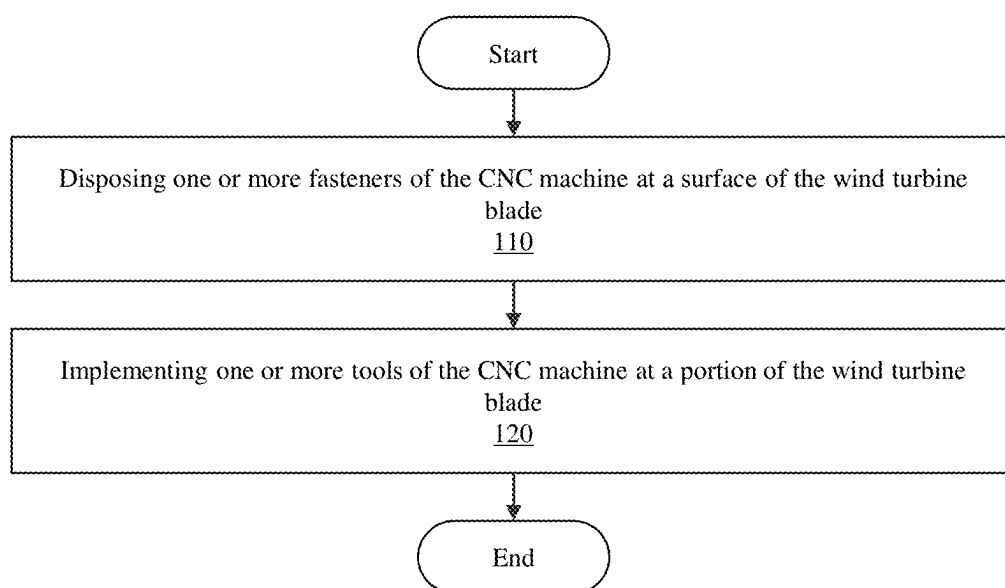 Start
Disposing one or more fasteners of the CNC machine at a surface of the wind turbine
blade
110
Implementing one or more tools of the CNC machine at a portion of the wind turbine
blade
120
End